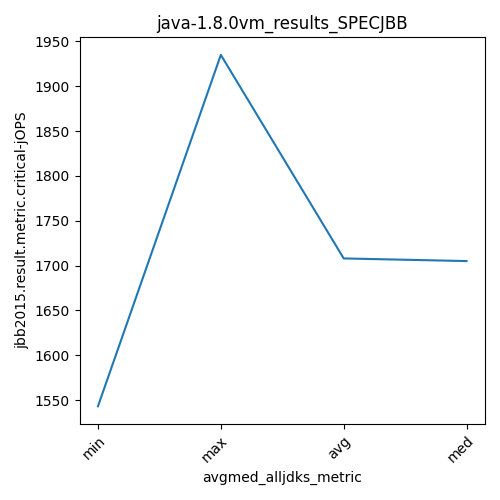 java-1.8.0vm_results_SPECJBB
jbb2015.result.metric.critical-jOPS
1950
1900
1850
1800
1750
1700
1650
1600
1550
min
max
avg
med
avgmed_alljdks_metric